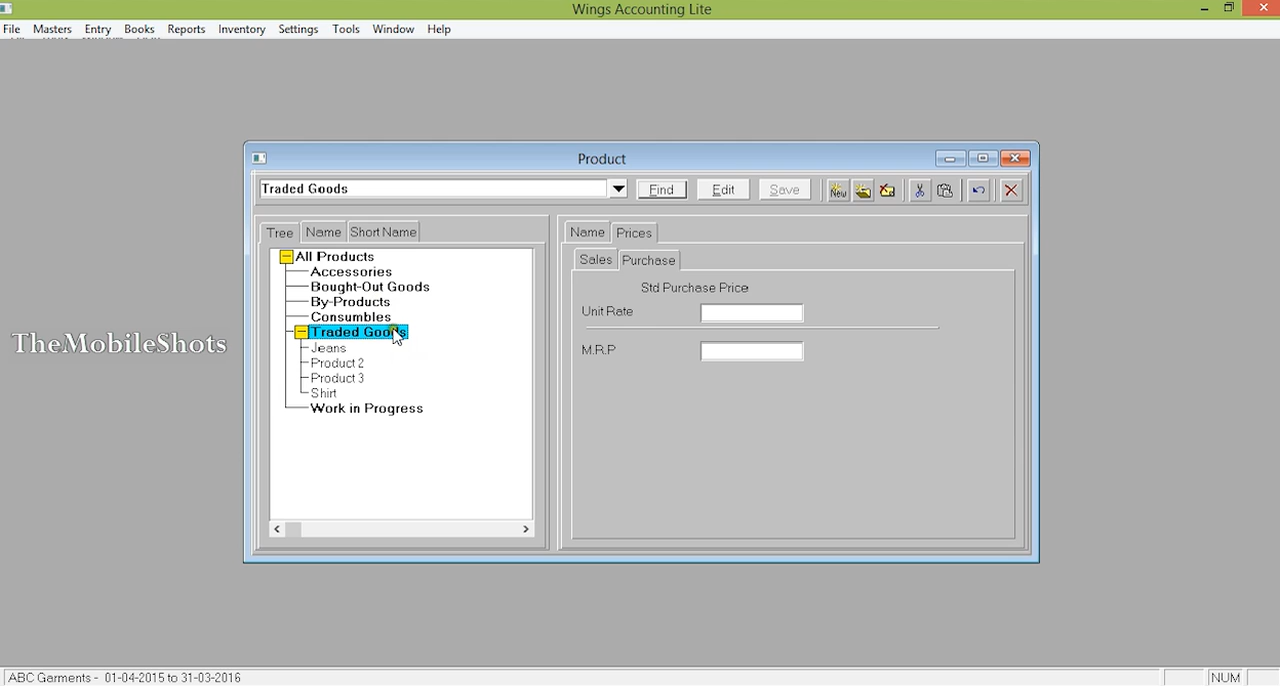 Wings Accounting Lite
File Masters Entry Books Reports Inventory Settings Tools Window Help
Product
Traded Goods Find Edit Save New
Tree Name Short Name
All Products
Accessories
Bought-Out Goods
By-Products
Consumbles
Traded Goods
Jeans
Product 2
Product 3
Shirt
Work in Progress
Name Prices
Sales Purchase
Std Purchase Price
Unit Rate
M.R.P
TheMobileShots
ABC Garments - 01-04-2015 to 31-03-2016 NUM